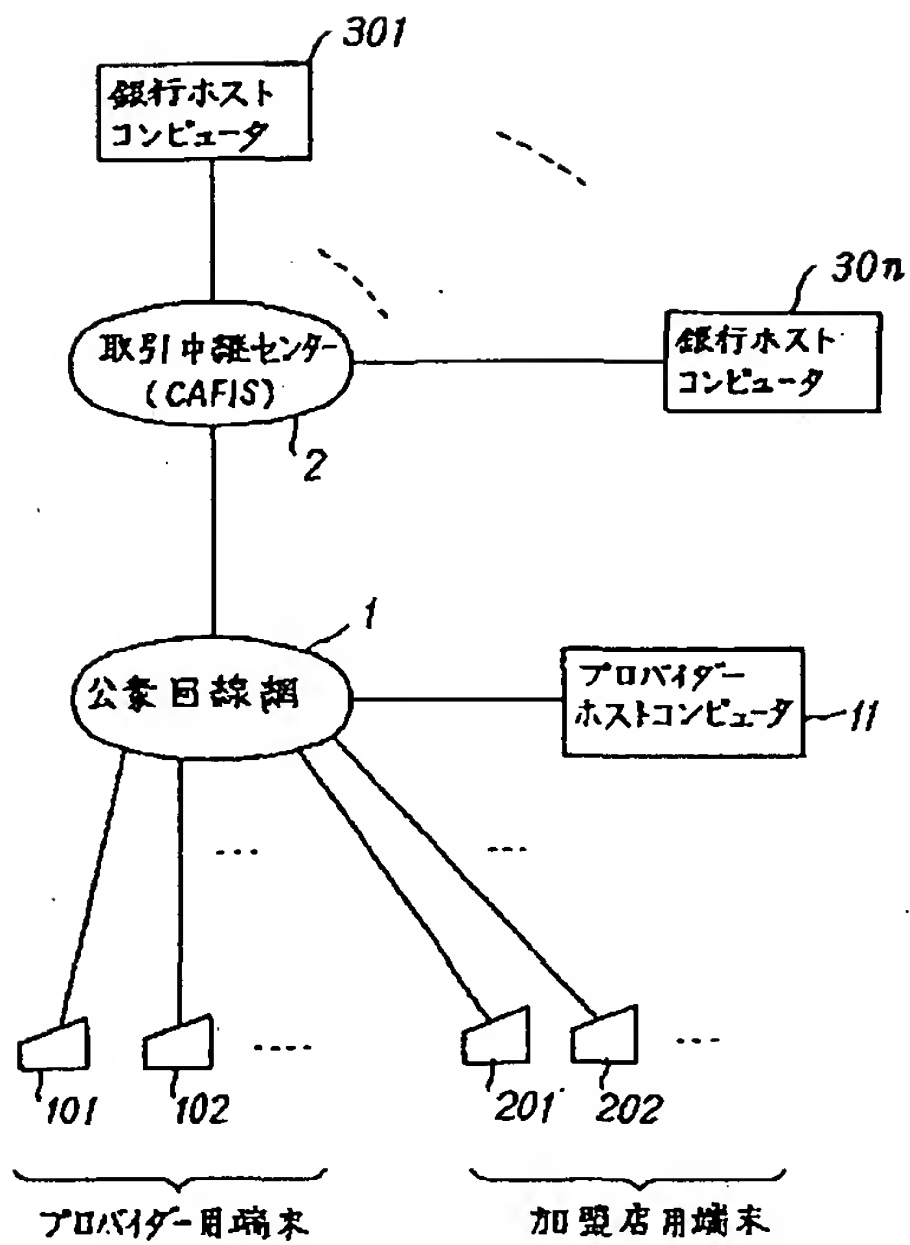 301
銀行ホスト
コンピュータ
30n
銀行ホスト
コンピュータ
取引中継センター
(CAFIS)
2
1
公衆回線網
プロバイダー
ホストコンピュータ
11
101
102
201
202
プロバイダー用端末
加盟店用端末